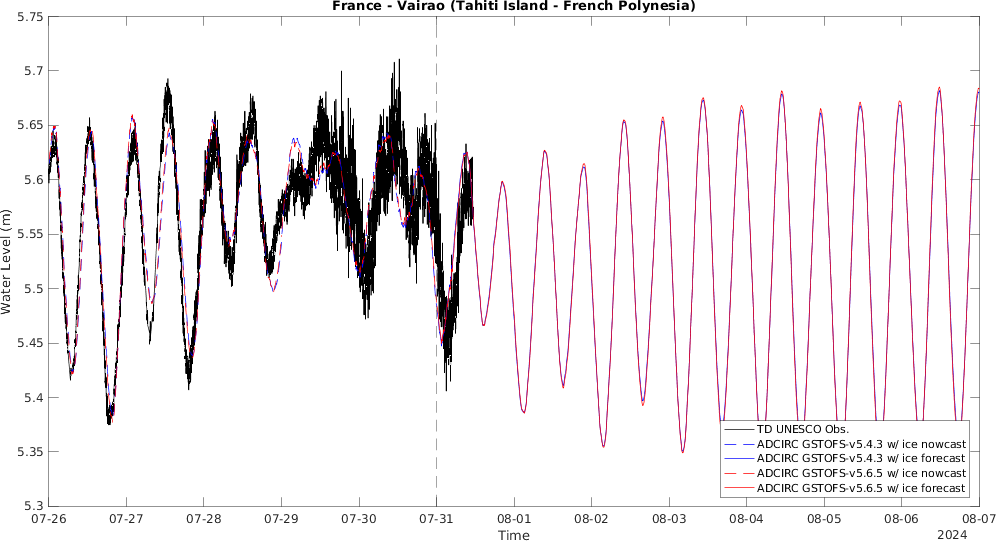 France - Vairao (Tahiti Island - French Polynesia)
5.75
5.7
5.65
5.6
5.55
5.5
5.45
5.4
5.35
5.3
Water Level (m)
TD UNESCO Obs.
ADCIRC GSTOFS-v5.4.3 w/ ice nowcast
ADCIRC GSTOFS-v5.4.3 w/ ice forecast
ADCIRC GSTOFS-v5.6.5 w/ ice nowcast
ADCIRC GSTOFS-v5.6.5 w/ ice forecast
07-26 07-27 07-28 07-29 07-30 07-31 08-01 08-02 08-03 08-04 08-05 08-06 08-07
Time
2024